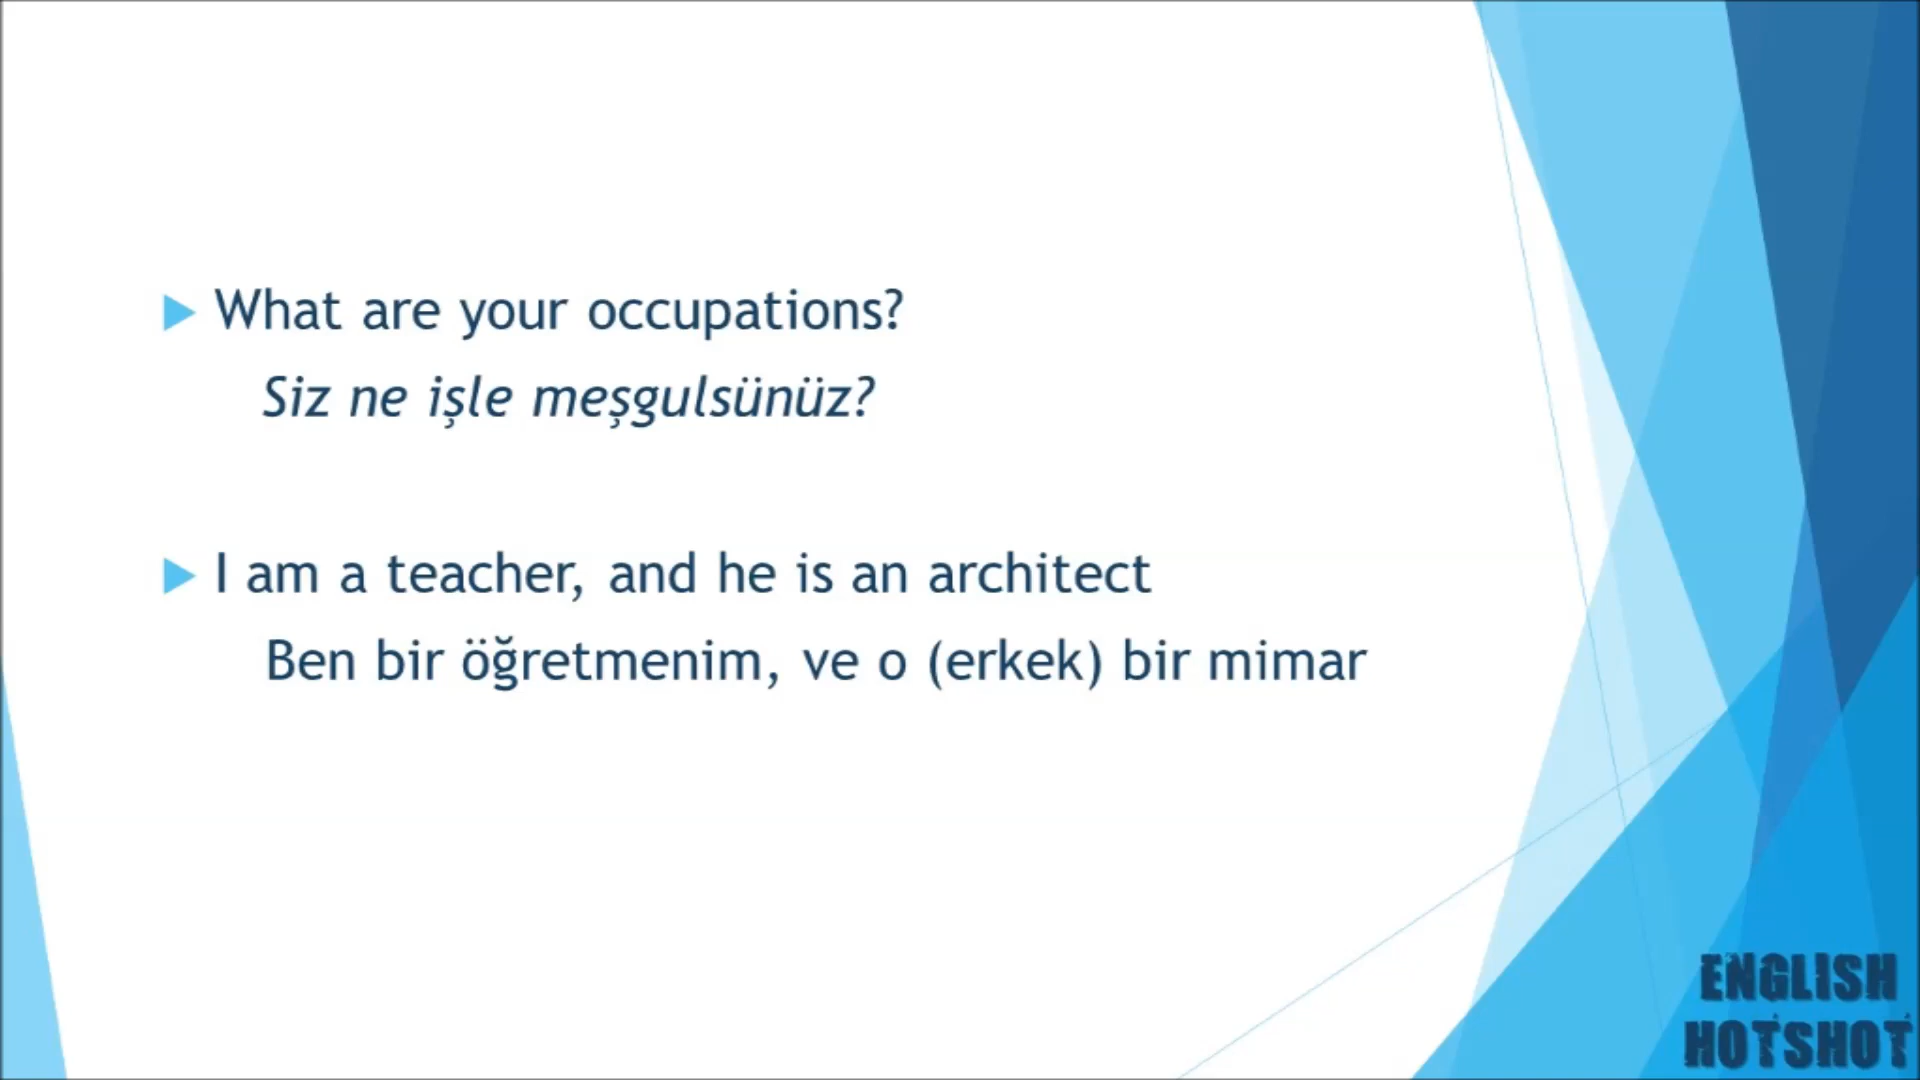 What are your occupations?
Siz ne işle meşgulsünüz?
I am a teacher, and he is an architect
Ben bir öğretmenim, ve o (erkek) bir mimar
ENGLISH
HOTSHOT